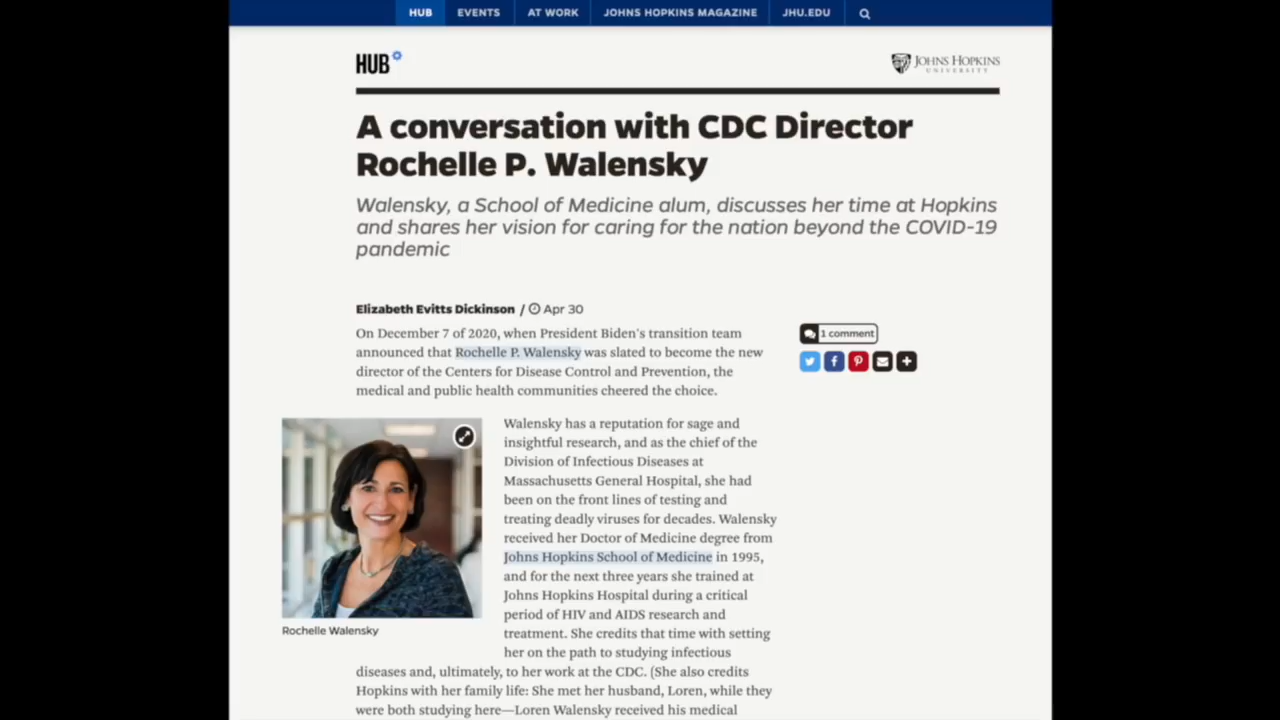 HUB EVENTS AT WORK JOHNS HOPKINS MAGAZINE JHU.EDU
HUB
JOHNS HOPKINS
UNIVERSITY
A conversation with CDC Director
Rochelle P. Walensky
Walensky, a School of Medicine alum, discusses her time at Hopkins
and shares her vision for caring for the nation beyond the COVID-19
pandemic
Elizabeth Evitts Dickinson / Apr 30
1 comment
On December 7 of 2020, when President Biden's transition team
announced that Rochelle P. Walensky was slated to become the new
director of the Centers for Disease Control and Prevention, the
medical and public health communities cheered the choice.
Walensky has a reputation for sage and
insightful research, and as the chief of the
Division of Infectious Diseases at
Massachusetts General Hospital, she had
been on the front lines of testing and
treating deadly viruses for decades. Walensky
received her Doctor of Medicine degree from
Johns Hopkins School of Medicine in 1995,
and for the next three years she trained at
Johns Hopkins Hospital during a critical
period of HIV and AIDS research and
treatment. She credits that time with setting
her on the path to studying infectious
Rochelle Walensky
diseases and, ultimately, to her work at the CDC. (She also credits
Hopkins with her family life: She met her husband, Loren, while they
were both studying here—Loren Walensky received his medical